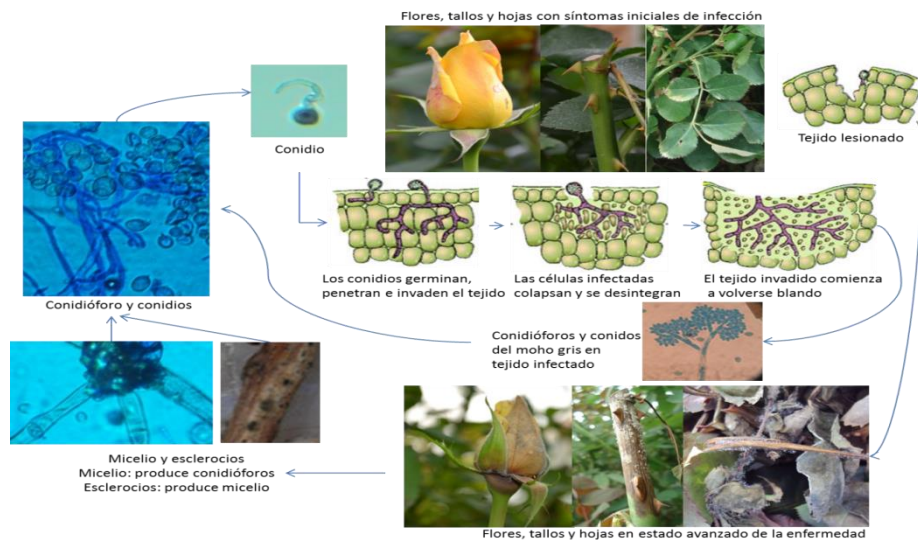 Flores, tallos y hojas con síntomas iniciales de infección
Conidio
Tejido lesionado
Los conidios germinan,
penetran e invaden el tejido
Las células infectadas
colapsan y se desintegran
El tejido invadido comienza
a volverse blando
Conidióforo y conidios
Conidióforos y conidos
del moho gris en
tejido infectado
Micelio y esclerocios
Micelio: produce conidióforos
Esclerocios: produce micelio
Flores, tallos y hojas en estado avanzado de la enfermedad